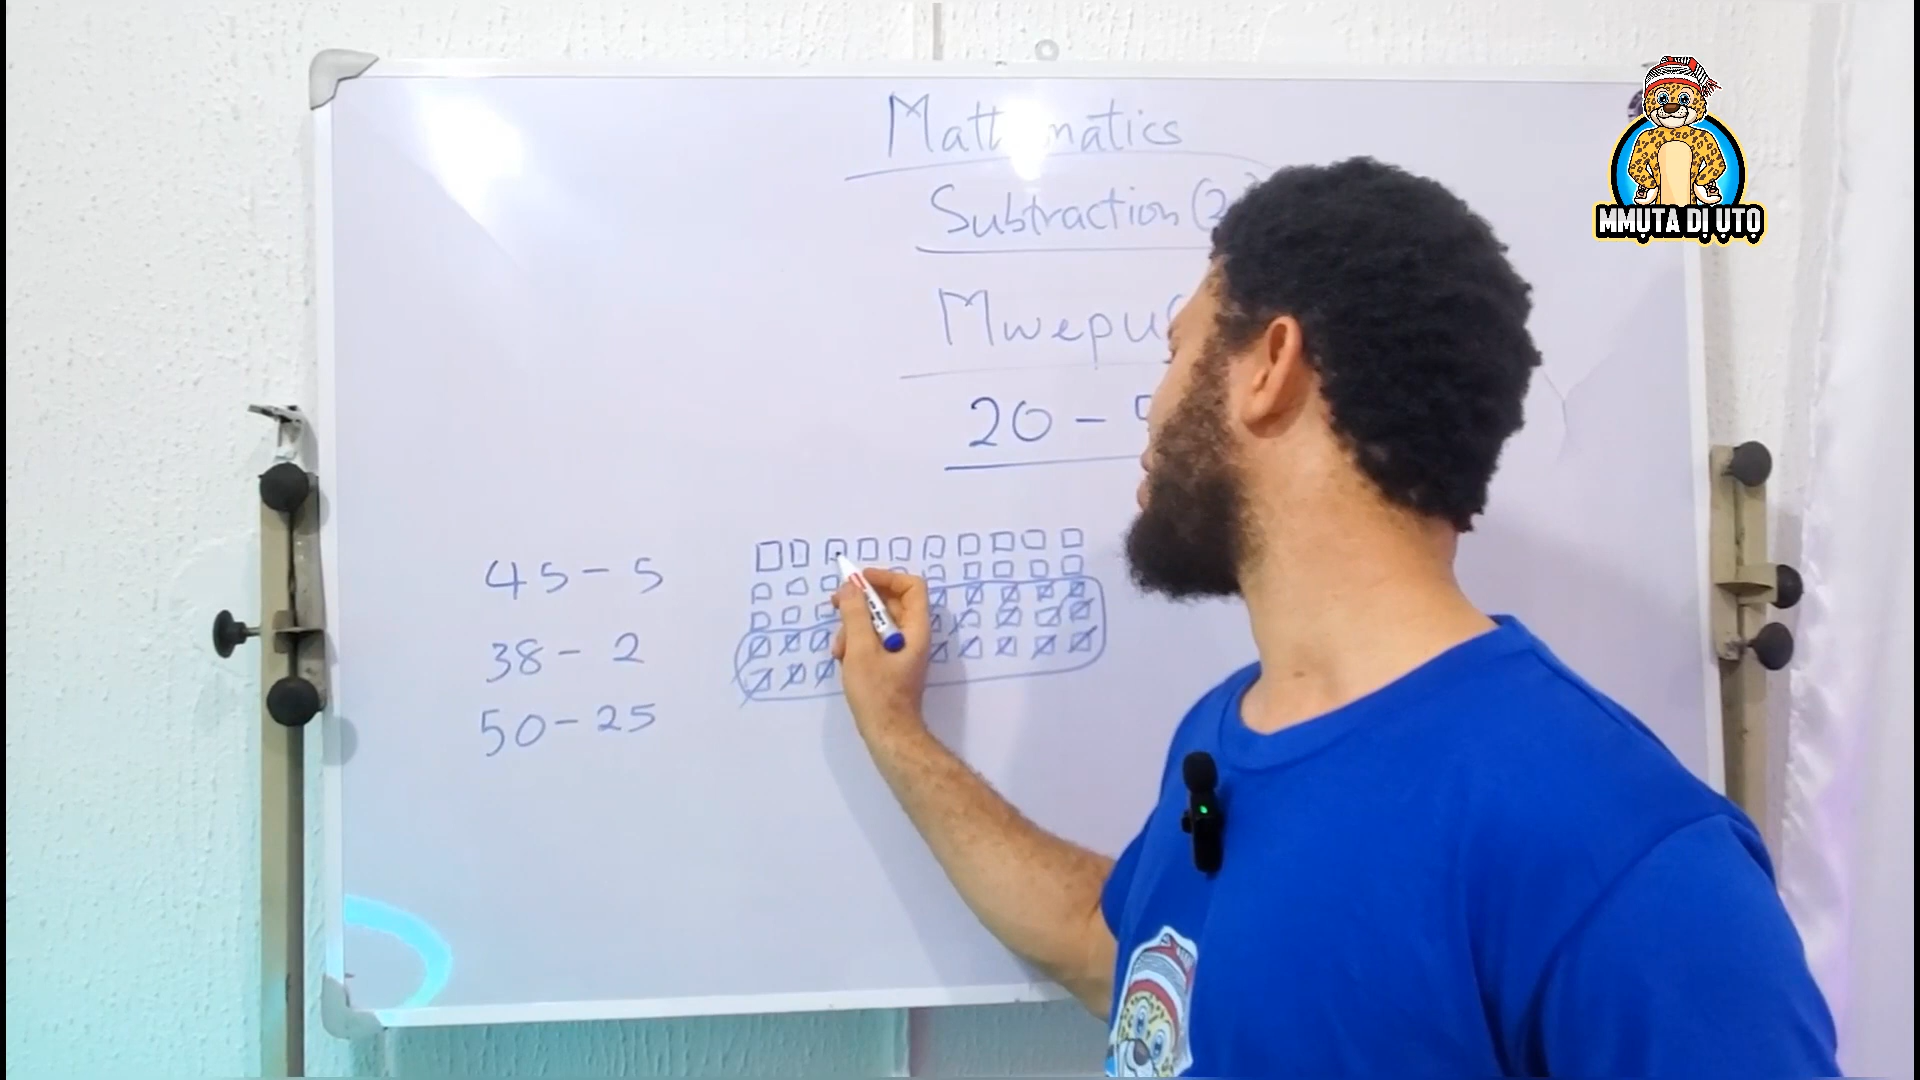 Mathematics
Subtraction (2
Mwepu
20 -
45 - 5
38 - 2
50 - 25
MMỤTA DỊ ỤTỌ